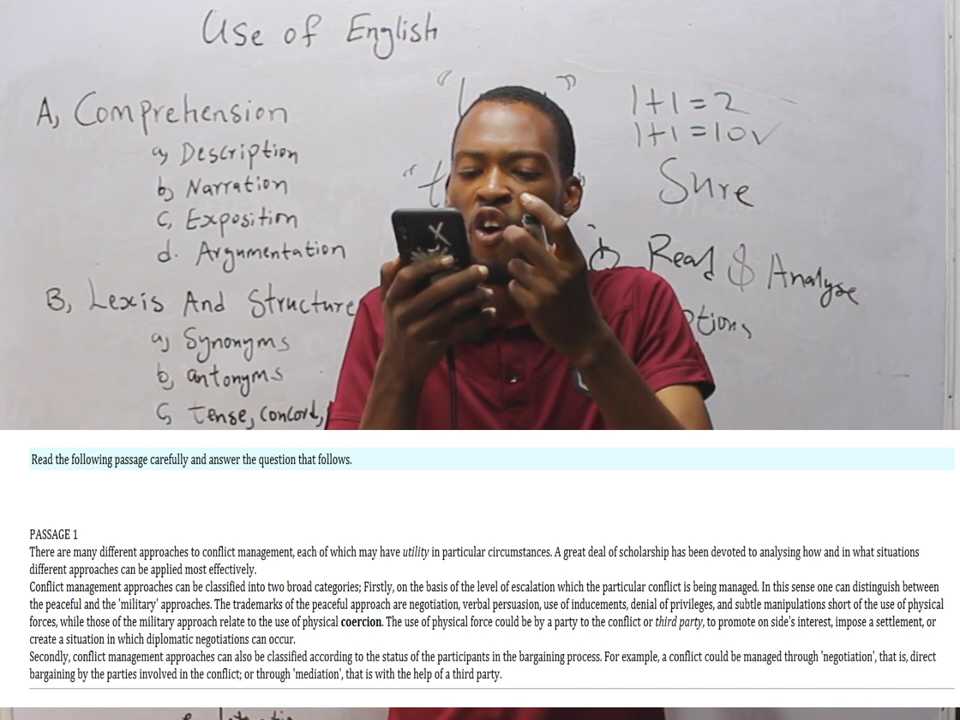 Use of English
A, Comprehension
a, Description
b, Narration
c, Exposition
d. Argumentation
B, Lexis And Structure
a, Synonyms
b, antonyms
c, Tense, concord,
1+1=2
1+1=10
Sure
Read & Analyse
Read the following passage carefully and answer the question that follows.
PASSAGE 1
There are many different approaches to conflict management, each of which may have utility in particular circumstances. A great deal of scholarship has been devoted to analysing how and in what situations
different approaches can be applied most effectively.
Conflict management approaches can be classified into two broad categories; Firstly, on the basis of the level of escalation which the particular conflict is being managed. In this sense one can distinguish between
the peaceful and the 'military' approaches. The trademarks of the peaceful approach are negotiation, verbal persuasion, use of inducements, denial of privileges, and subtle manipulations short of the use of physical
forces, while those of the military approach relate to the use of physical coercion. The use of physical force could be by a party to the conflict or third party, to promote on side's interest, impose a settlement, or
create a situation in which diplomatic negotiations can occur.
Secondly, conflict management approaches can also be classified according to the status of the participants in the bargaining process. For example, a conflict could be managed through 'negotiation', that is, direct
bargaining by the parties involved in the conflict; or through 'mediation', that is with the help of a third party.